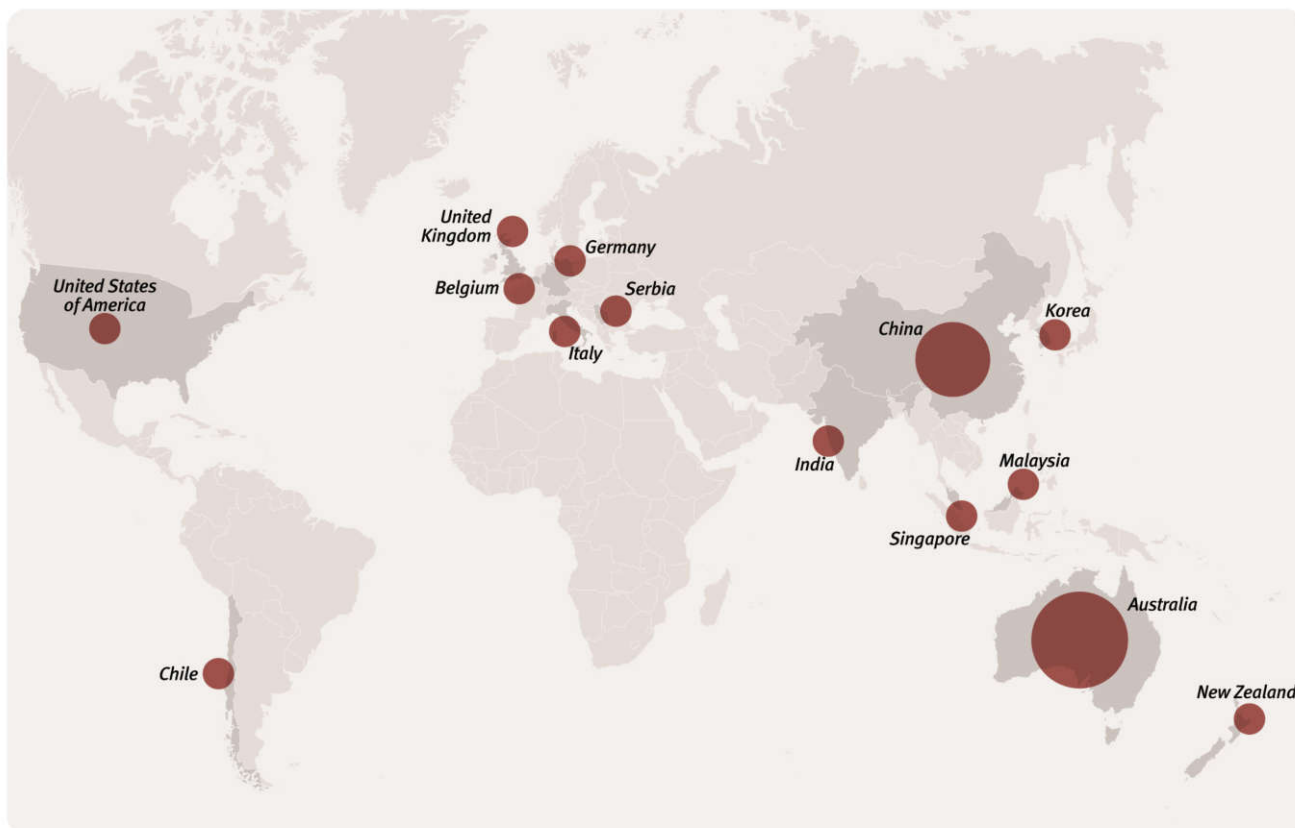 United
Kingdom
Germany
United States
of America
Belgium
Serbia
Korea
China
Italy
India
Malaysia
Singapore
Australia
Chile
New Zealand